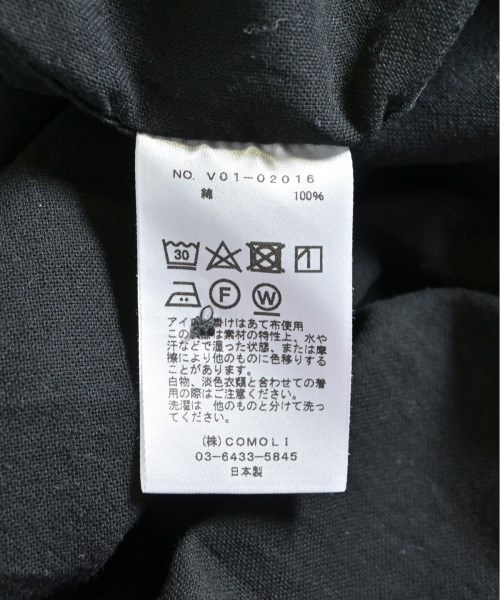 NO. V01-02016
綿 100%
30
F W
アイ 掛けはあて布使用
この は素材の特性上、水や
汗などで湿った状態、または摩
擦により他のものに色移りする
ことがあります。
白物、淡色衣類と合わせての着
用の際はご注意ください。
洗濯は 他のものと分けて洗っ
てください。
(株)COMOLI
03-6433-5845
日本製